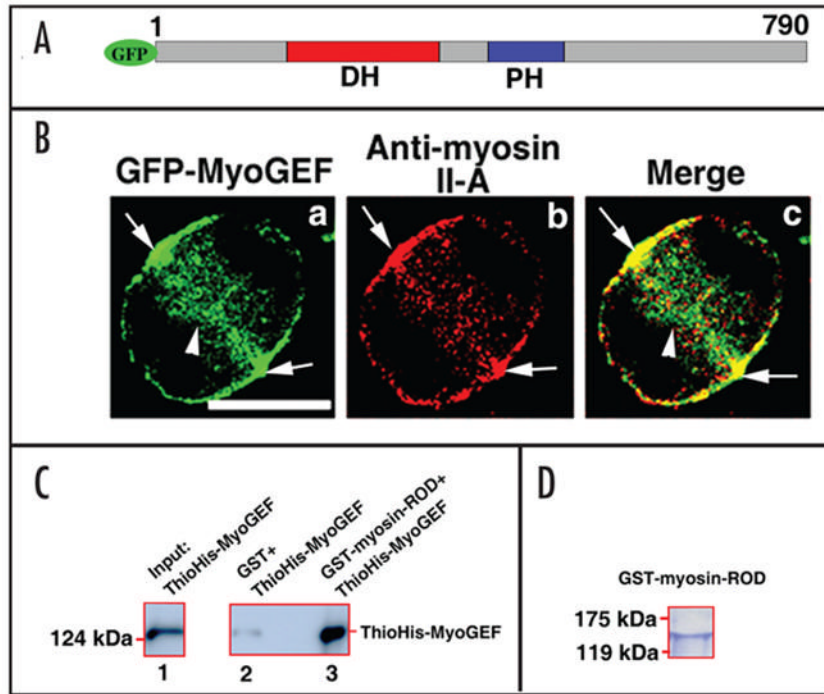 A
GFP
1
790
DH
PH
B
GFP-MyoGEF
Anti-myosin
II-A
Merge
a
b
c
C
Input:
ThioHis-MyoGEF
GST+
ThioHis-MyoGEF
GST-myosin-ROD+
ThioHis-MyoGEF
124 kDa
ThioHis-MyoGEF
1
2
3
D
GST-myosin-ROD
175 kDa
119 kDa